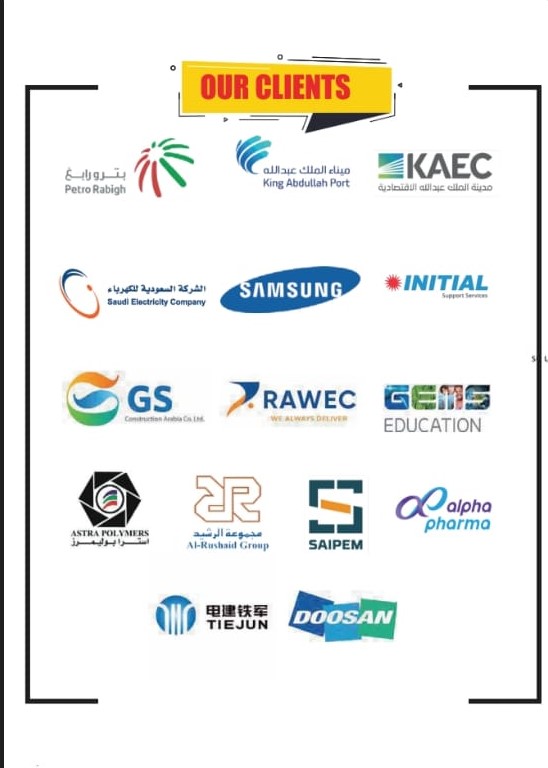 OUR CLIENTS
بترورابغ
Petro Rabigh
ميناء الملك عبدالله
King Abdullah Port
KAEC
مدينة الملك عبدالله الاقتصادية
الشركة السعودية للكهرباء
Saudi Electricity Company
SAMSUNG
INITIAL
Support Services
GS
Construction Arabia Co. Ltd.
RAWEC
WE ALWAYS DELIVER
GEMS
EDUCATION
ASTRA POLYMERS
استرا بوليمرز
مجموعة الرشيد
Al-Rushaid Group
SAIPEM
alpha
pharma
电建铁军
TIEJUN
DOOSAN